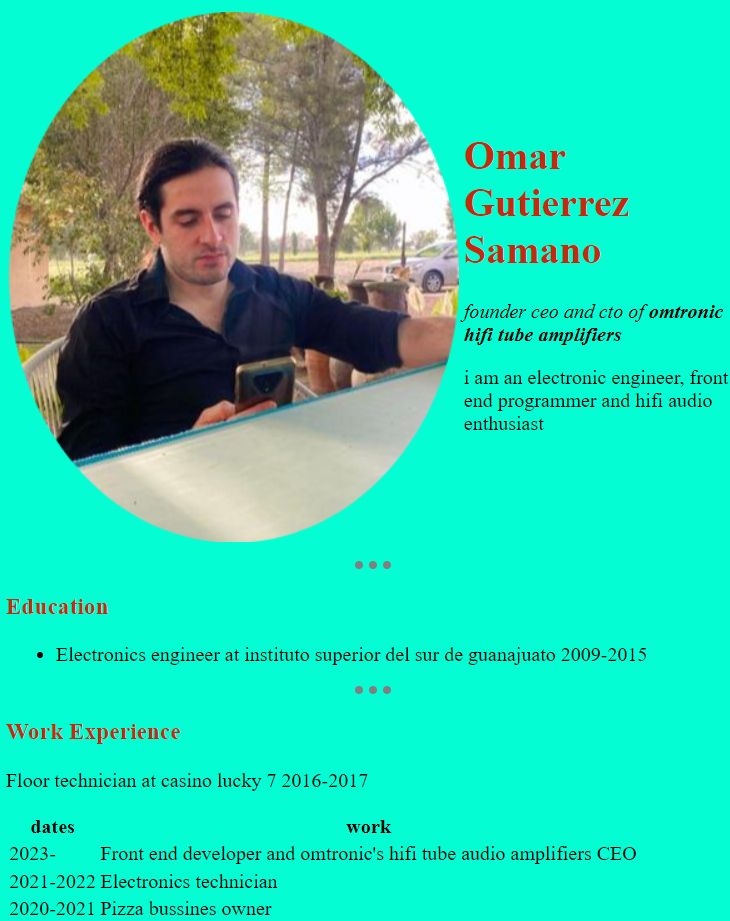 Omar
Gutierrez
Samano
founder ceo and cto of omtronic
hifi tube amplifiers
i am an electronic engineer, front
end programmer and hifi audio
enthusiast
Education
Electronics engineer at instituto superior del sur de guanajuato 2009-2015
Work Experience
Floor technician at casino lucky 7 2016-2017
dates work
2023- Front end developer and omtronic's hifi tube audio amplifiers CEO
2021-2022 Electronics technician
2020-2021 Pizza bussines owner